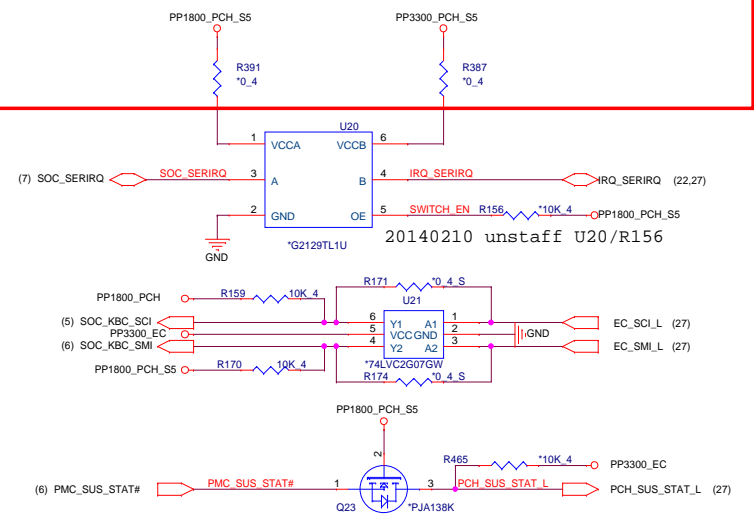 PP1800_PCH_S5 PP3300_PCH_S5
R391 R387
*0_4 *0_4
U20
1 VCCA VCCB 6
(7) SOC_SERIRQ SOC_SERIRQ 3 A B 4 IRQ_SERIRQ IRQ_SERIRQ (22,27)
2 GND OE 5 SWITCH_EN R156 *10K_4 PP1800_PCH_S5
GND *G2129TL1U 20140210 unstaff U20/R156
R171 *0_4_S
PP1800_PCH R159 10K_4 U21
(5) SOC_KBC_SCI 6 Y1 A1 1 EC_SCI_L (27)
PP3300_EC 5 VCC GND 2 GND
(6) SOC_KBC_SMI 4 Y2 A2 3 EC_SMI_L (27)
PP1800_PCH_S5 R170 10K_4 *74LVC2G07GW
R174 *0_4_S
PP1800_PCH_S5
2
R465 *10K_4 PP3300_EC
(6) PMC_SUS_STAT# PMC_SUS_STAT# 1 3 PCH_SUS_STAT_L PCH_SUS_STAT_L (27)
Q23 *PJA138K